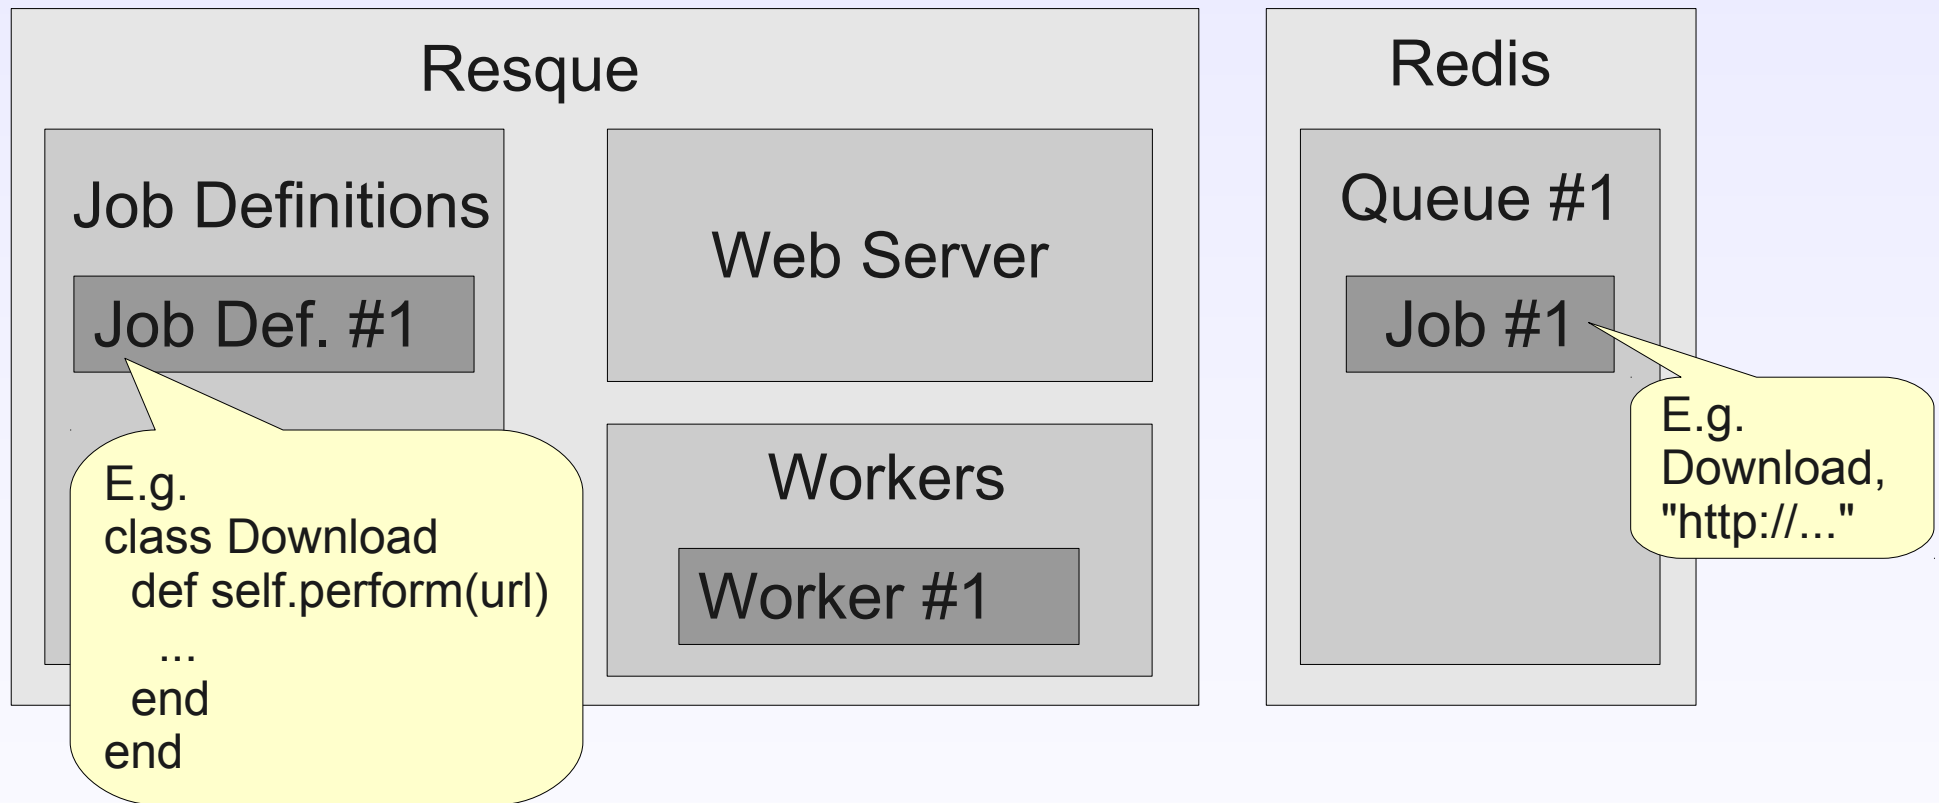 Resque
Job Definitions
Job Def. #1
E.g.
class Download
def self.perform(url)
...
end
end
Web Server
Workers
Worker #1
Redis
Queue #1
Job #1
E.g.
Download,
"http://..."